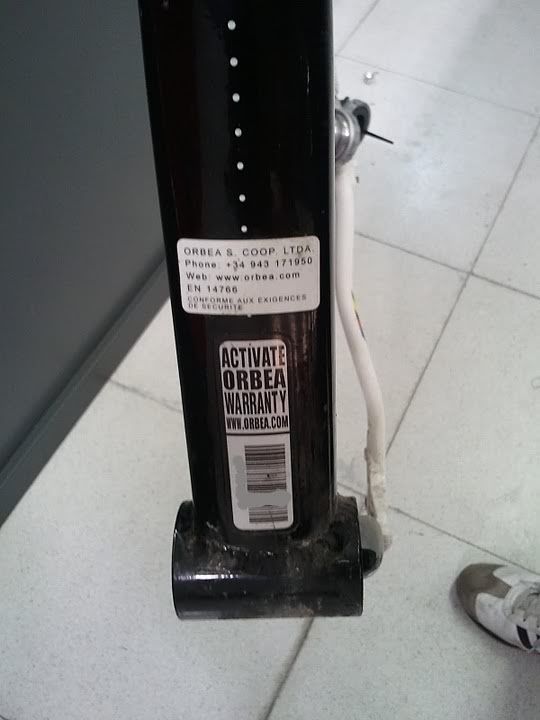 ORBEA S. COOP. LTDA.
Phone: +34 943 171950
Web: www.orbea.com
EN 14766
CONFORME AUX EXIGENCES
DE SECURITE
ACTIVATE
ORBEA
WARRANTY
WWW.ORBEA.COM